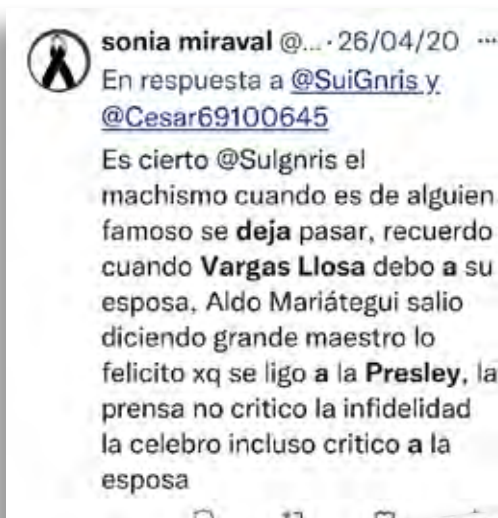 sonia miraval @... · 26/04/20 ...
En respuesta a @SuiGnris y
@Cesar69100645
Es cierto @Sulgnris el
machismo cuando es de alguien
famoso se deja pasar, recuerdo
cuando Vargas Llosa debo a su
esposa, Aldo Mariátegui salio
diciendo grande maestro lo
felicito xq se ligo a la Presley, la
prensa no critico la infidelidad
la celebro incluso critico a la
esposa